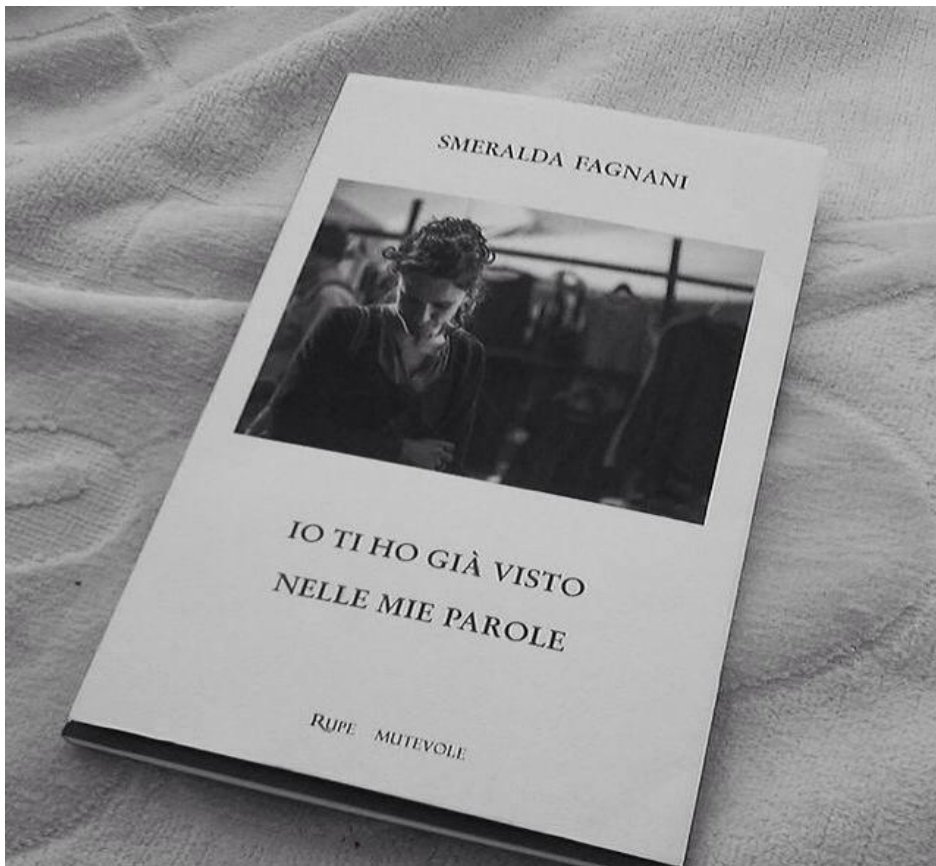 SMERALDA FAGNANI
IO TI HO GIÀ VISTO
NELLE MIE PAROLE
RUPE MUTEVOLE